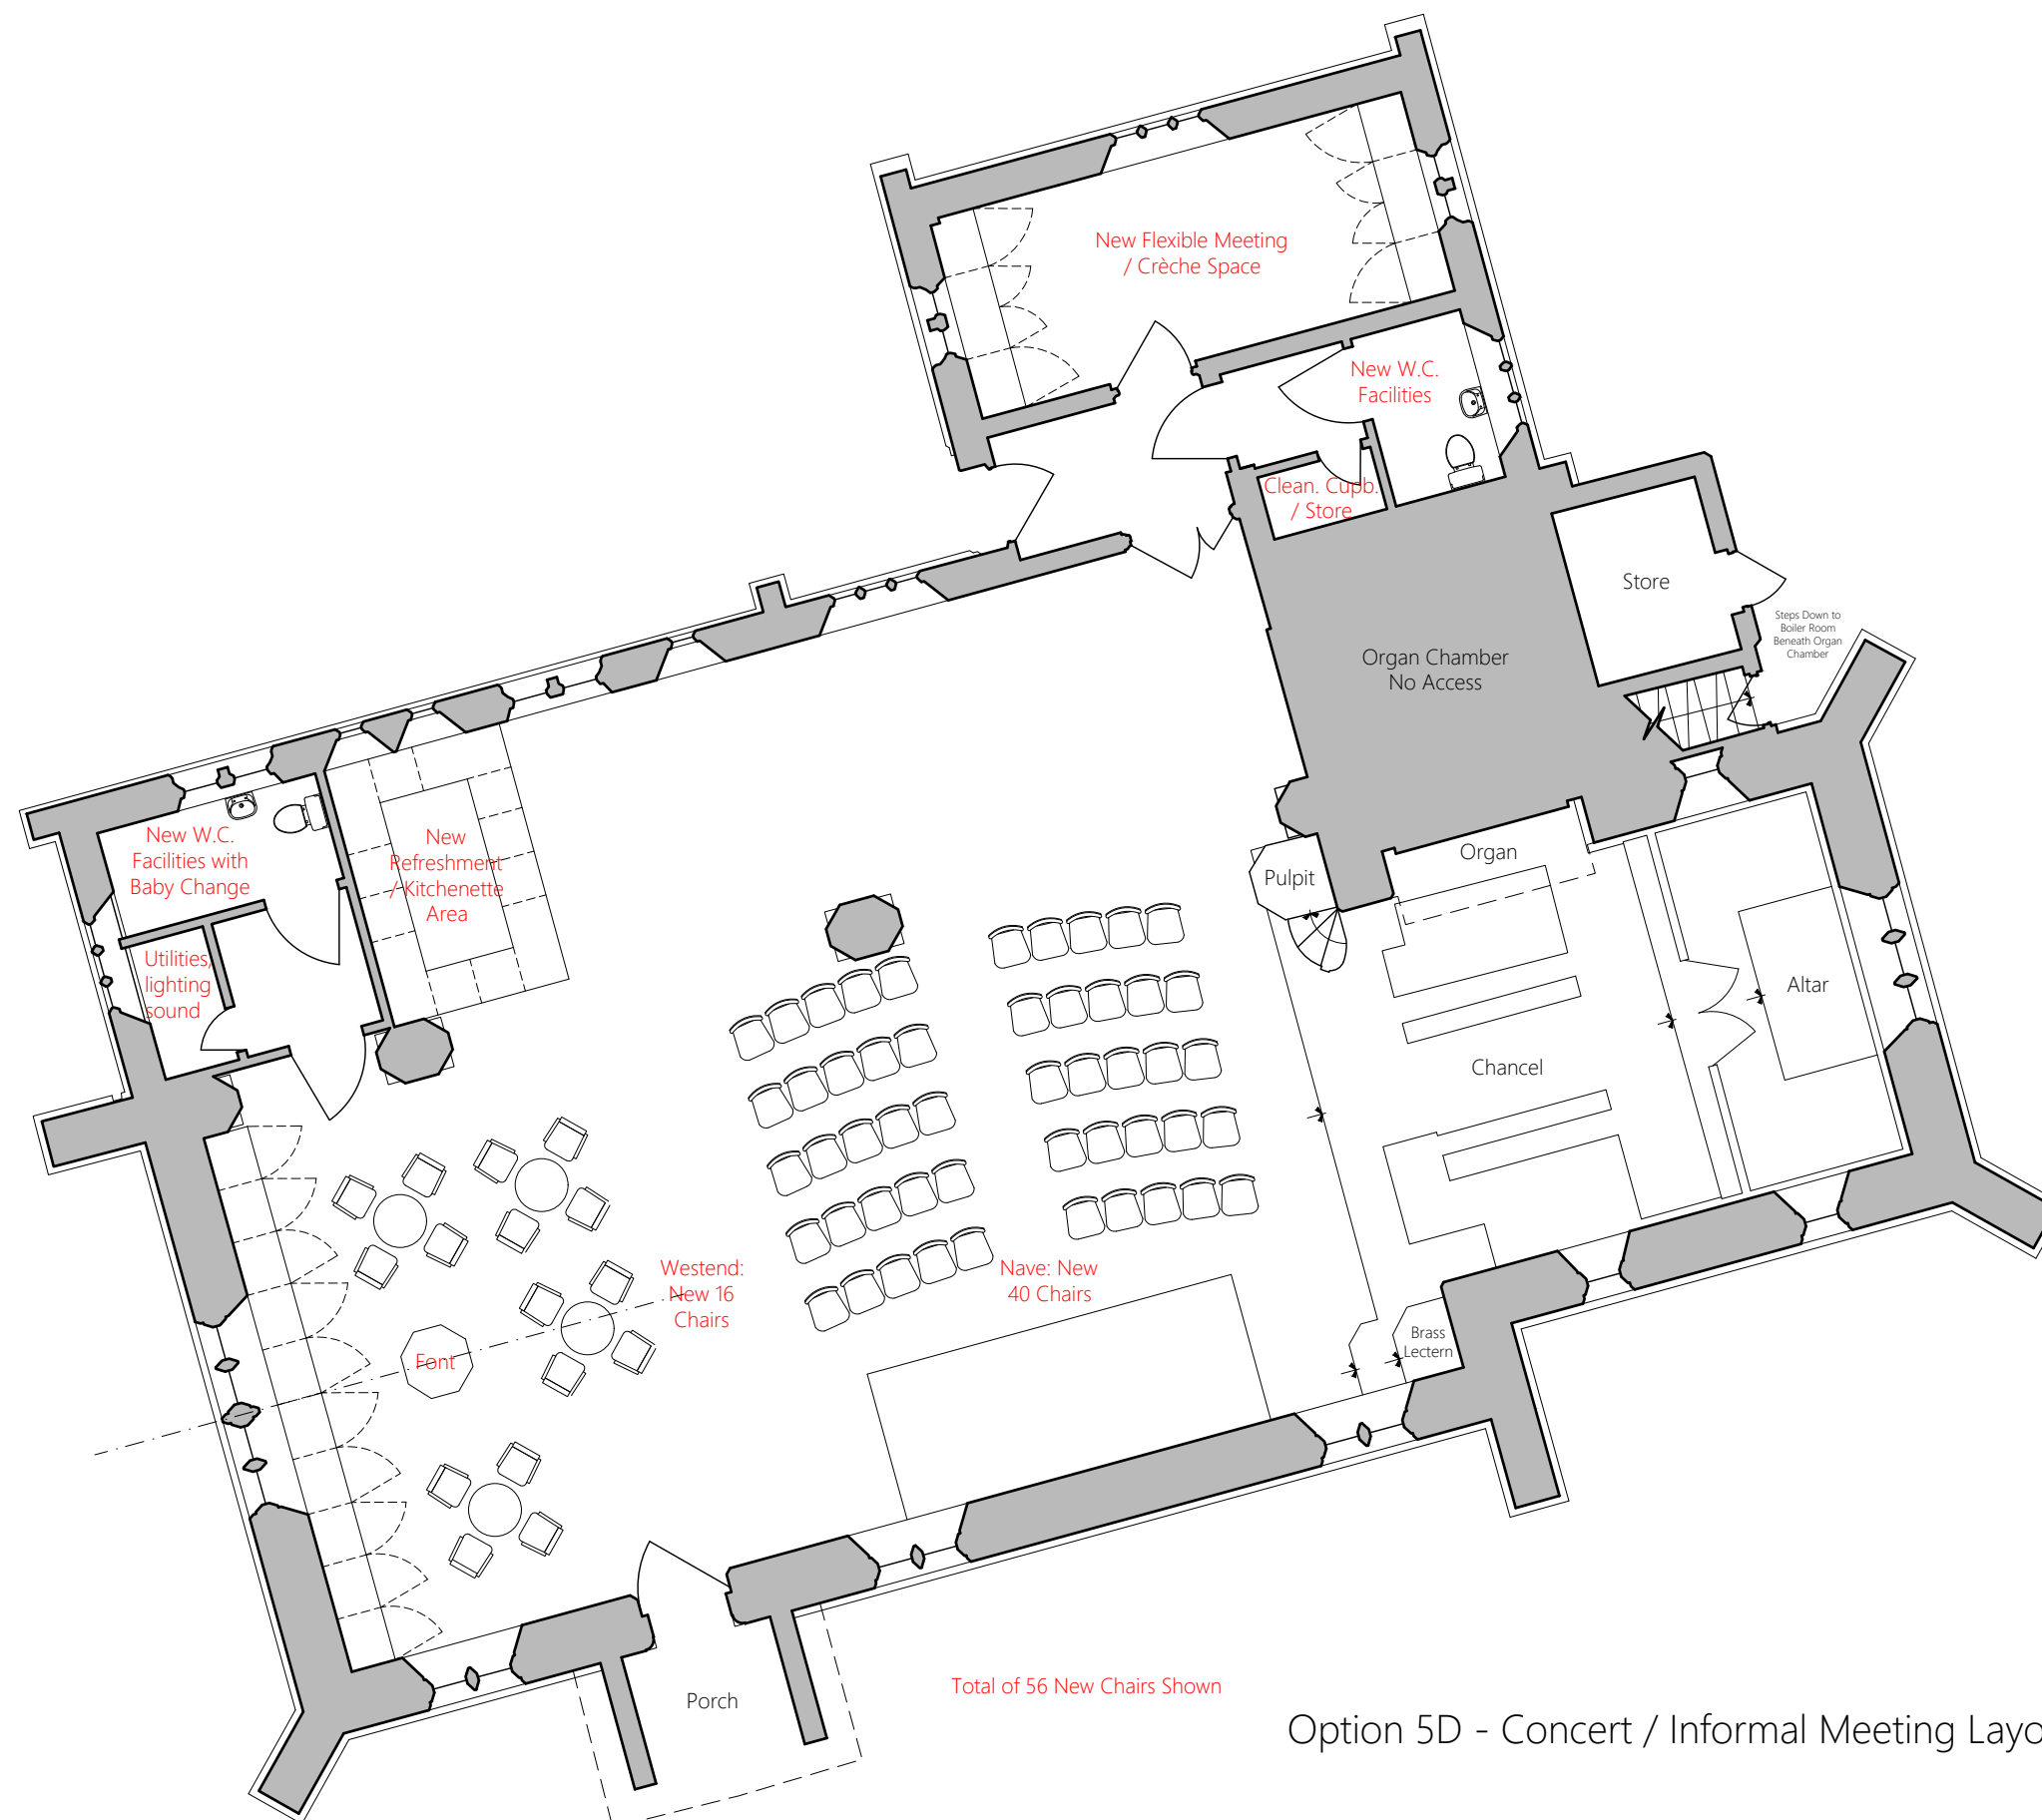 New Flexible Meeting
/ Crèche Space
New W.C.
Facilities
Clean. Cupb.
/ Store
Store
Steps Down to
Boiler Room
Beneath Organ
Chamber
Organ Chamber
No Access
New W.C.
Facilities with
Baby Change
New
Refreshment
/ Kitchenette
Area
Organ
Pulpit
Utilities,
lighting
sound
Altar
Chancel
Westend:
New 16
Chairs
Nave: New
40 Chairs
Brass
Lectern
Font
Porch
Total of 56 New Chairs Shown
Option 5D - Concert / Informal Meeting Layo